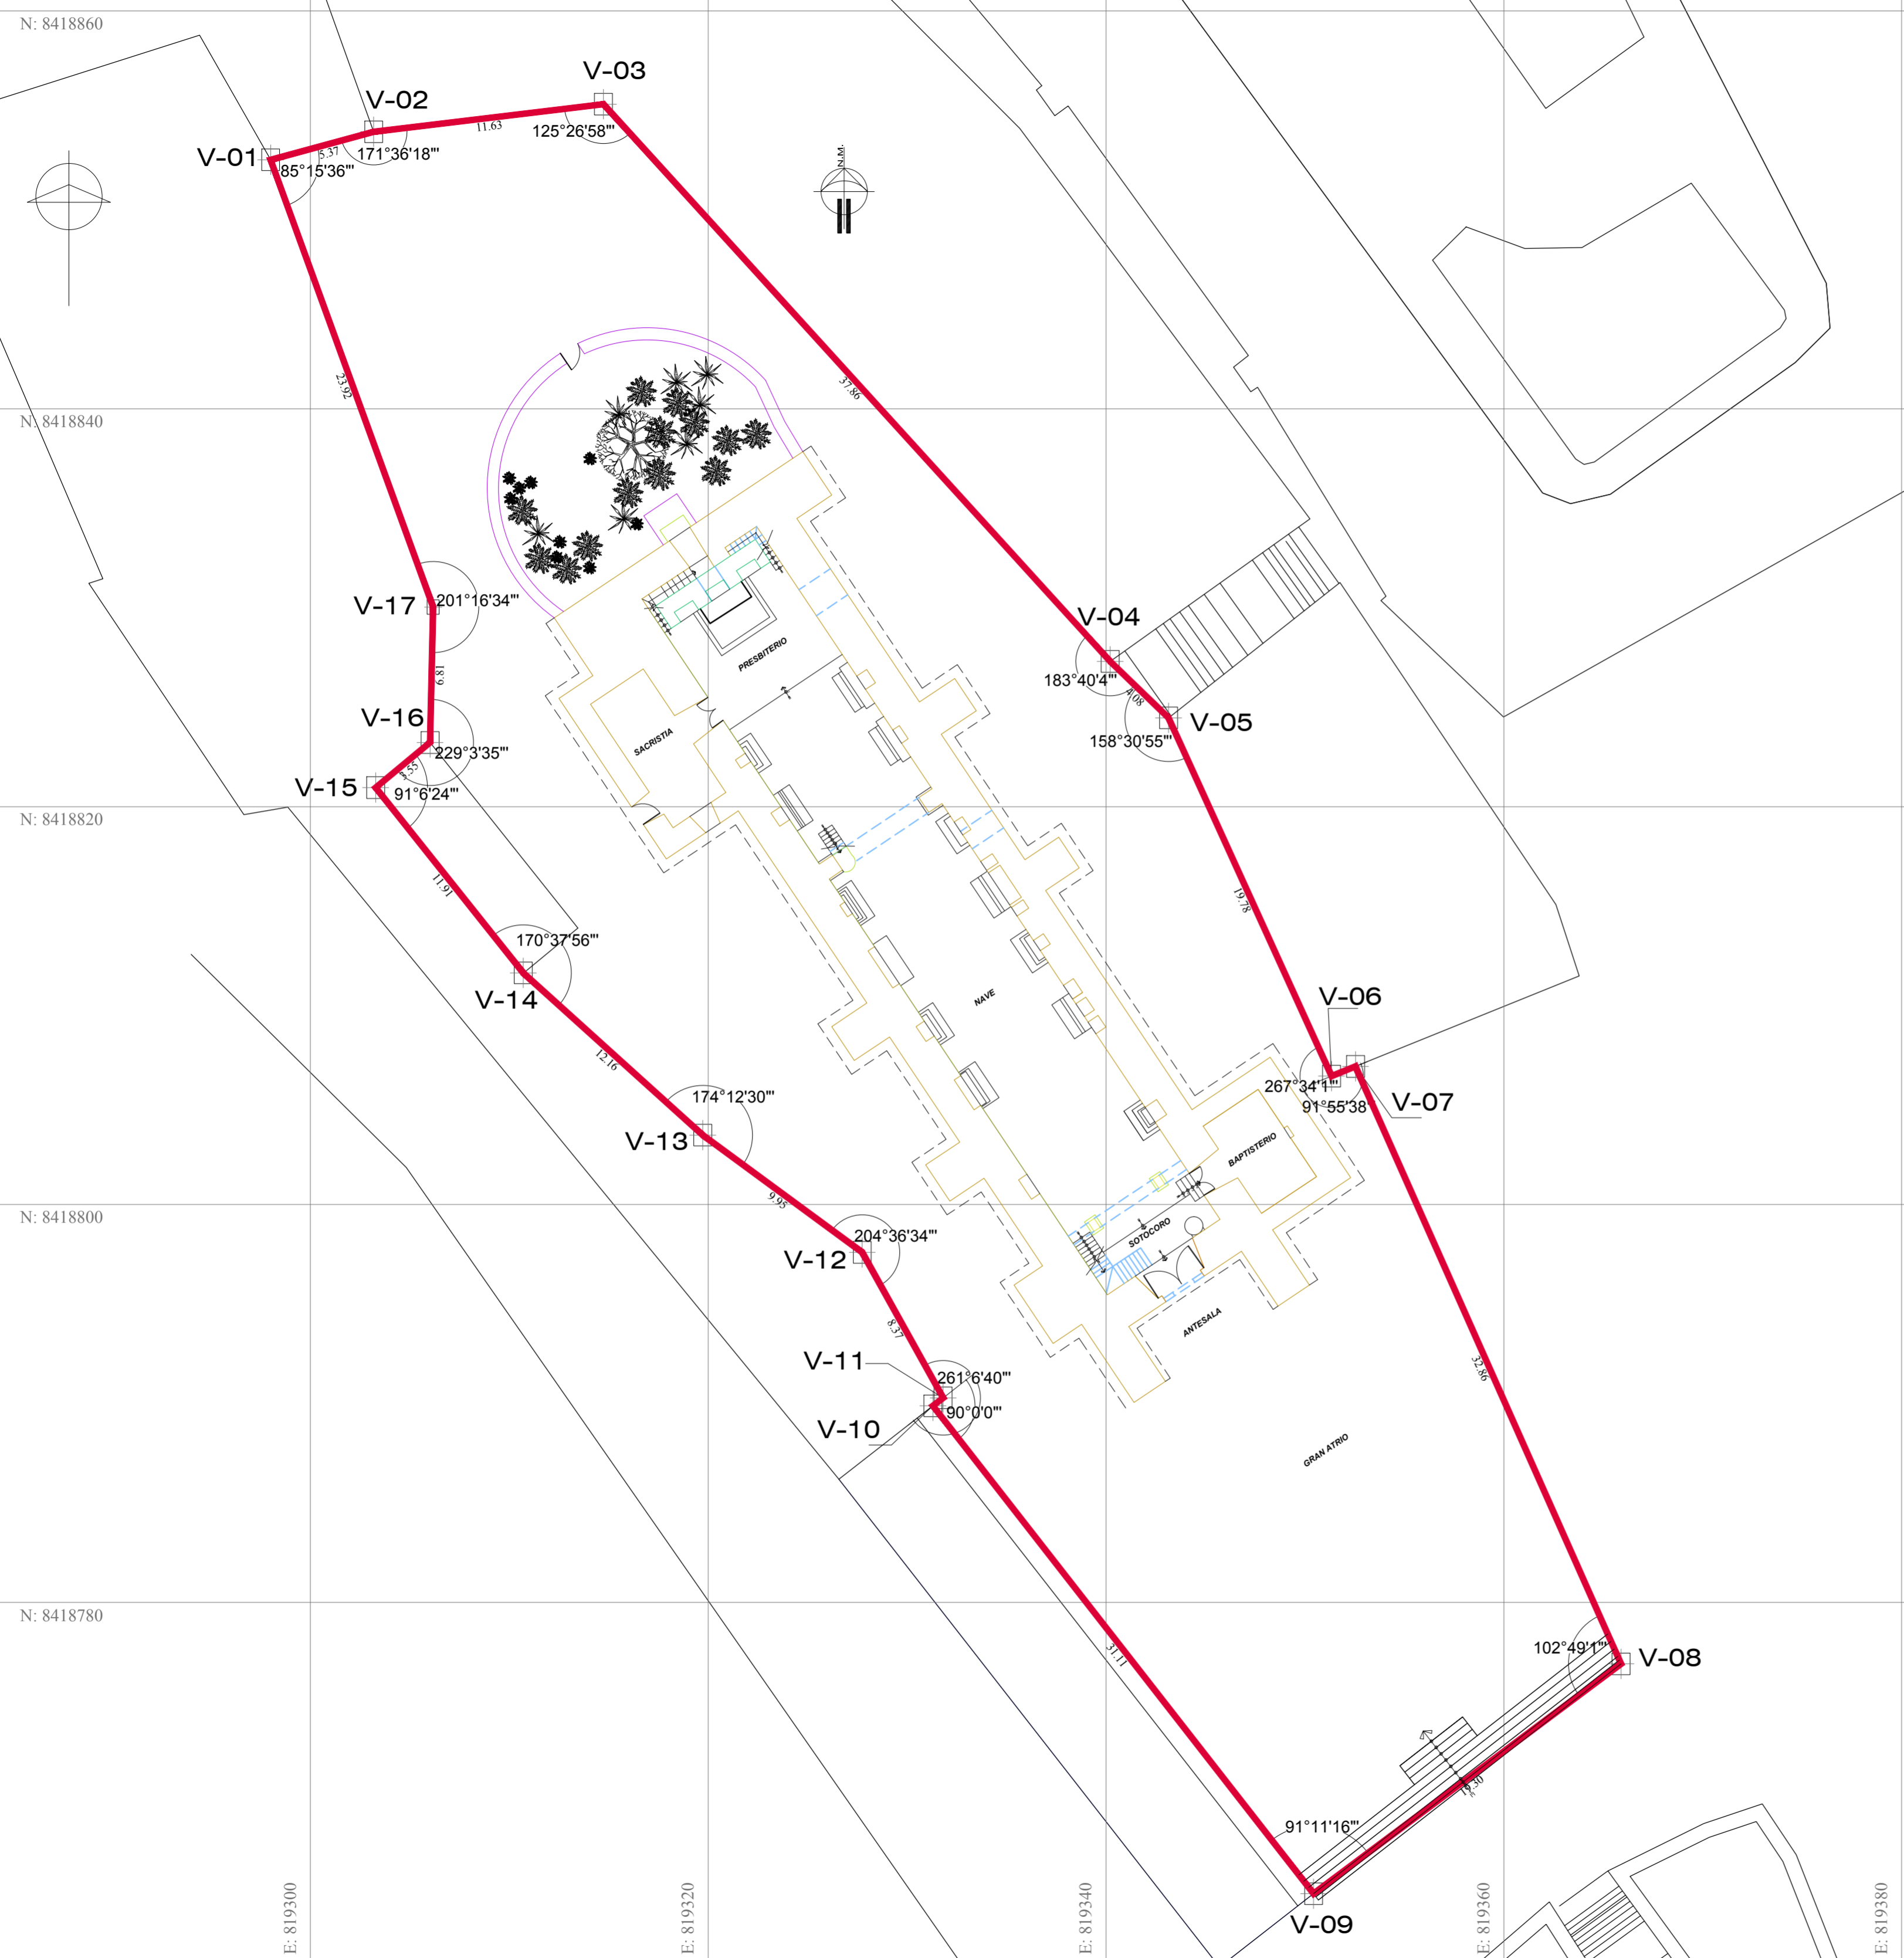 N: 8418860
V-03
V-02
11.63
125°26'58'"
V-01
5.37
171°36'18'"
85°15'36'"
N.M.
23.92
37.86
N: 8418840
V-17
201°16'34'"
V-04
PRESBITERIO
6.81
183°40'4'"
4.08
V-16
V-05
229°3'35'"
SACRISTIA
158°30'55'"
3.55
V-15
91°6'24'"
N: 8418820
11.91
19.78
170°37'56'"
V-14
NAVE
V-06
12.16
267°34'1'"
91°55'38'
V-07
174°12'30'"
V-13
BAPTISTERIO
9.95
N: 8418800
204°36'34'"
V-12
SOTOCORO
8.37
ANTESALA
V-11
32.86
261°6'40'"
90°0'0'"
V-10
GRAN ATRIO
N: 8418780
31.11
102°49'1'"
V-08
19.30
91°11'16'"
V-09
E: 819300
E: 819320
E: 819340
E: 819360
E: 819380